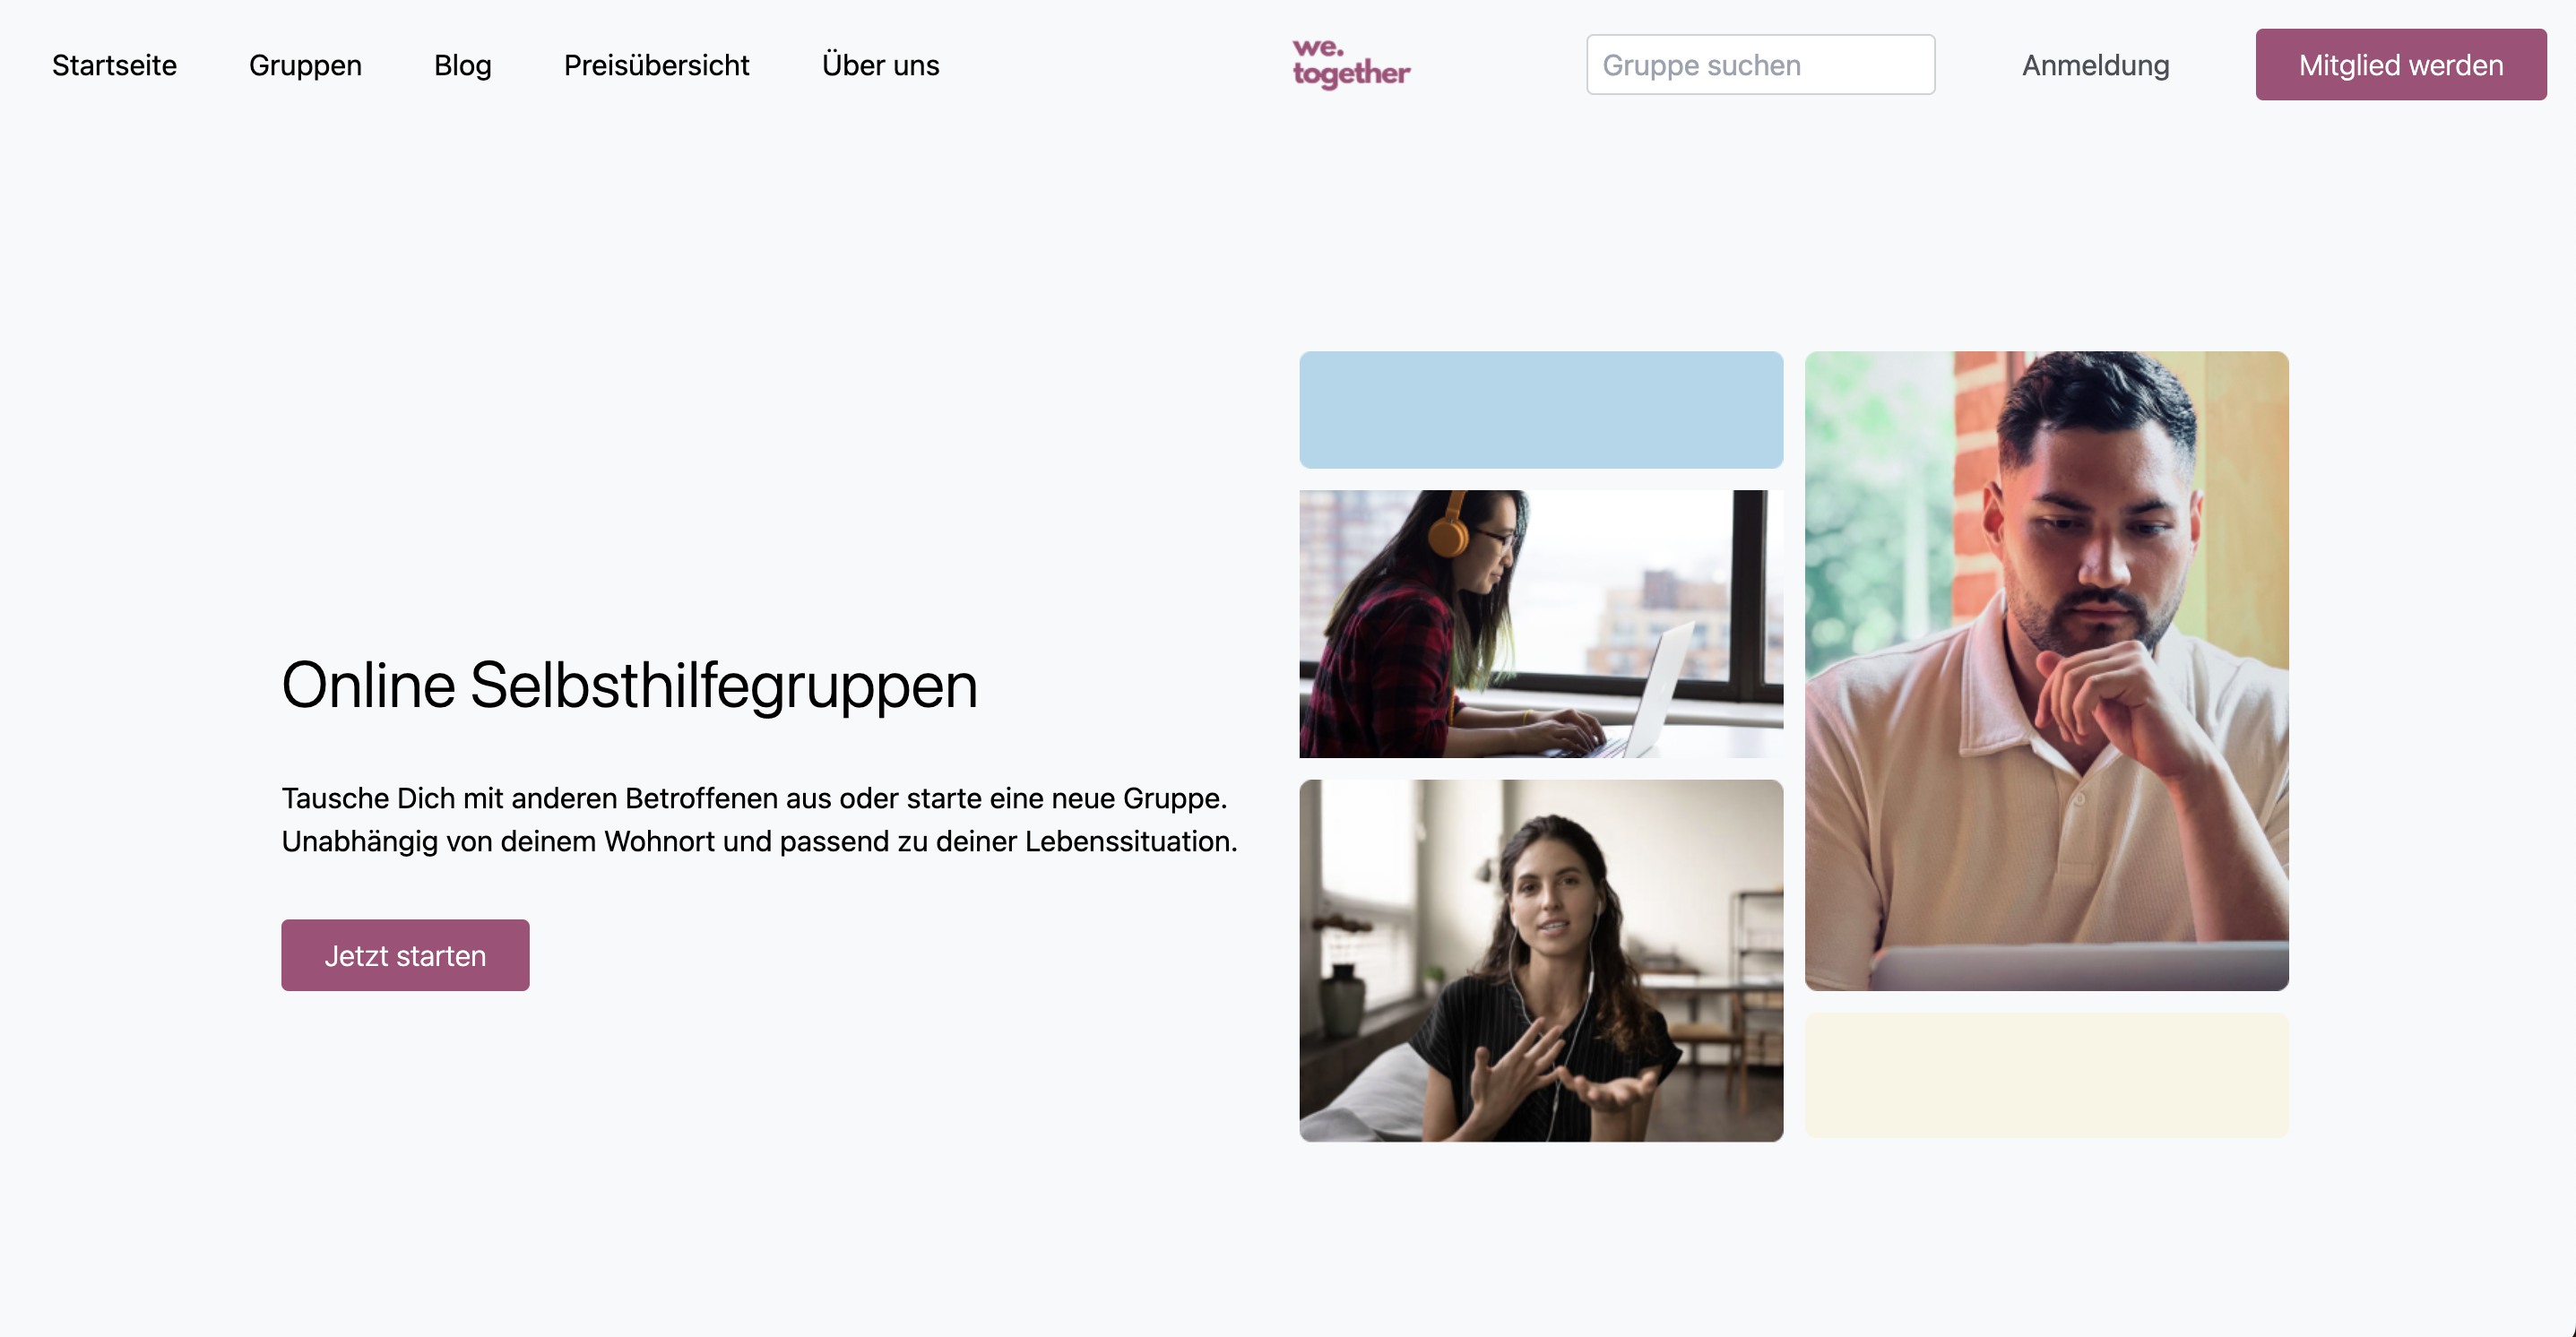 Startseite
Gruppen
Blog
Preisübersicht
Über uns
we.
together
Gruppe suchen
Anmeldung
Mitglied werden
Online Selbsthilfegruppen
Tausche Dich mit anderen Betroffenen aus oder starte eine neue Gruppe.
Unabhängig von deinem Wohnort und passend zu deiner Lebenssituation.
Jetzt starten